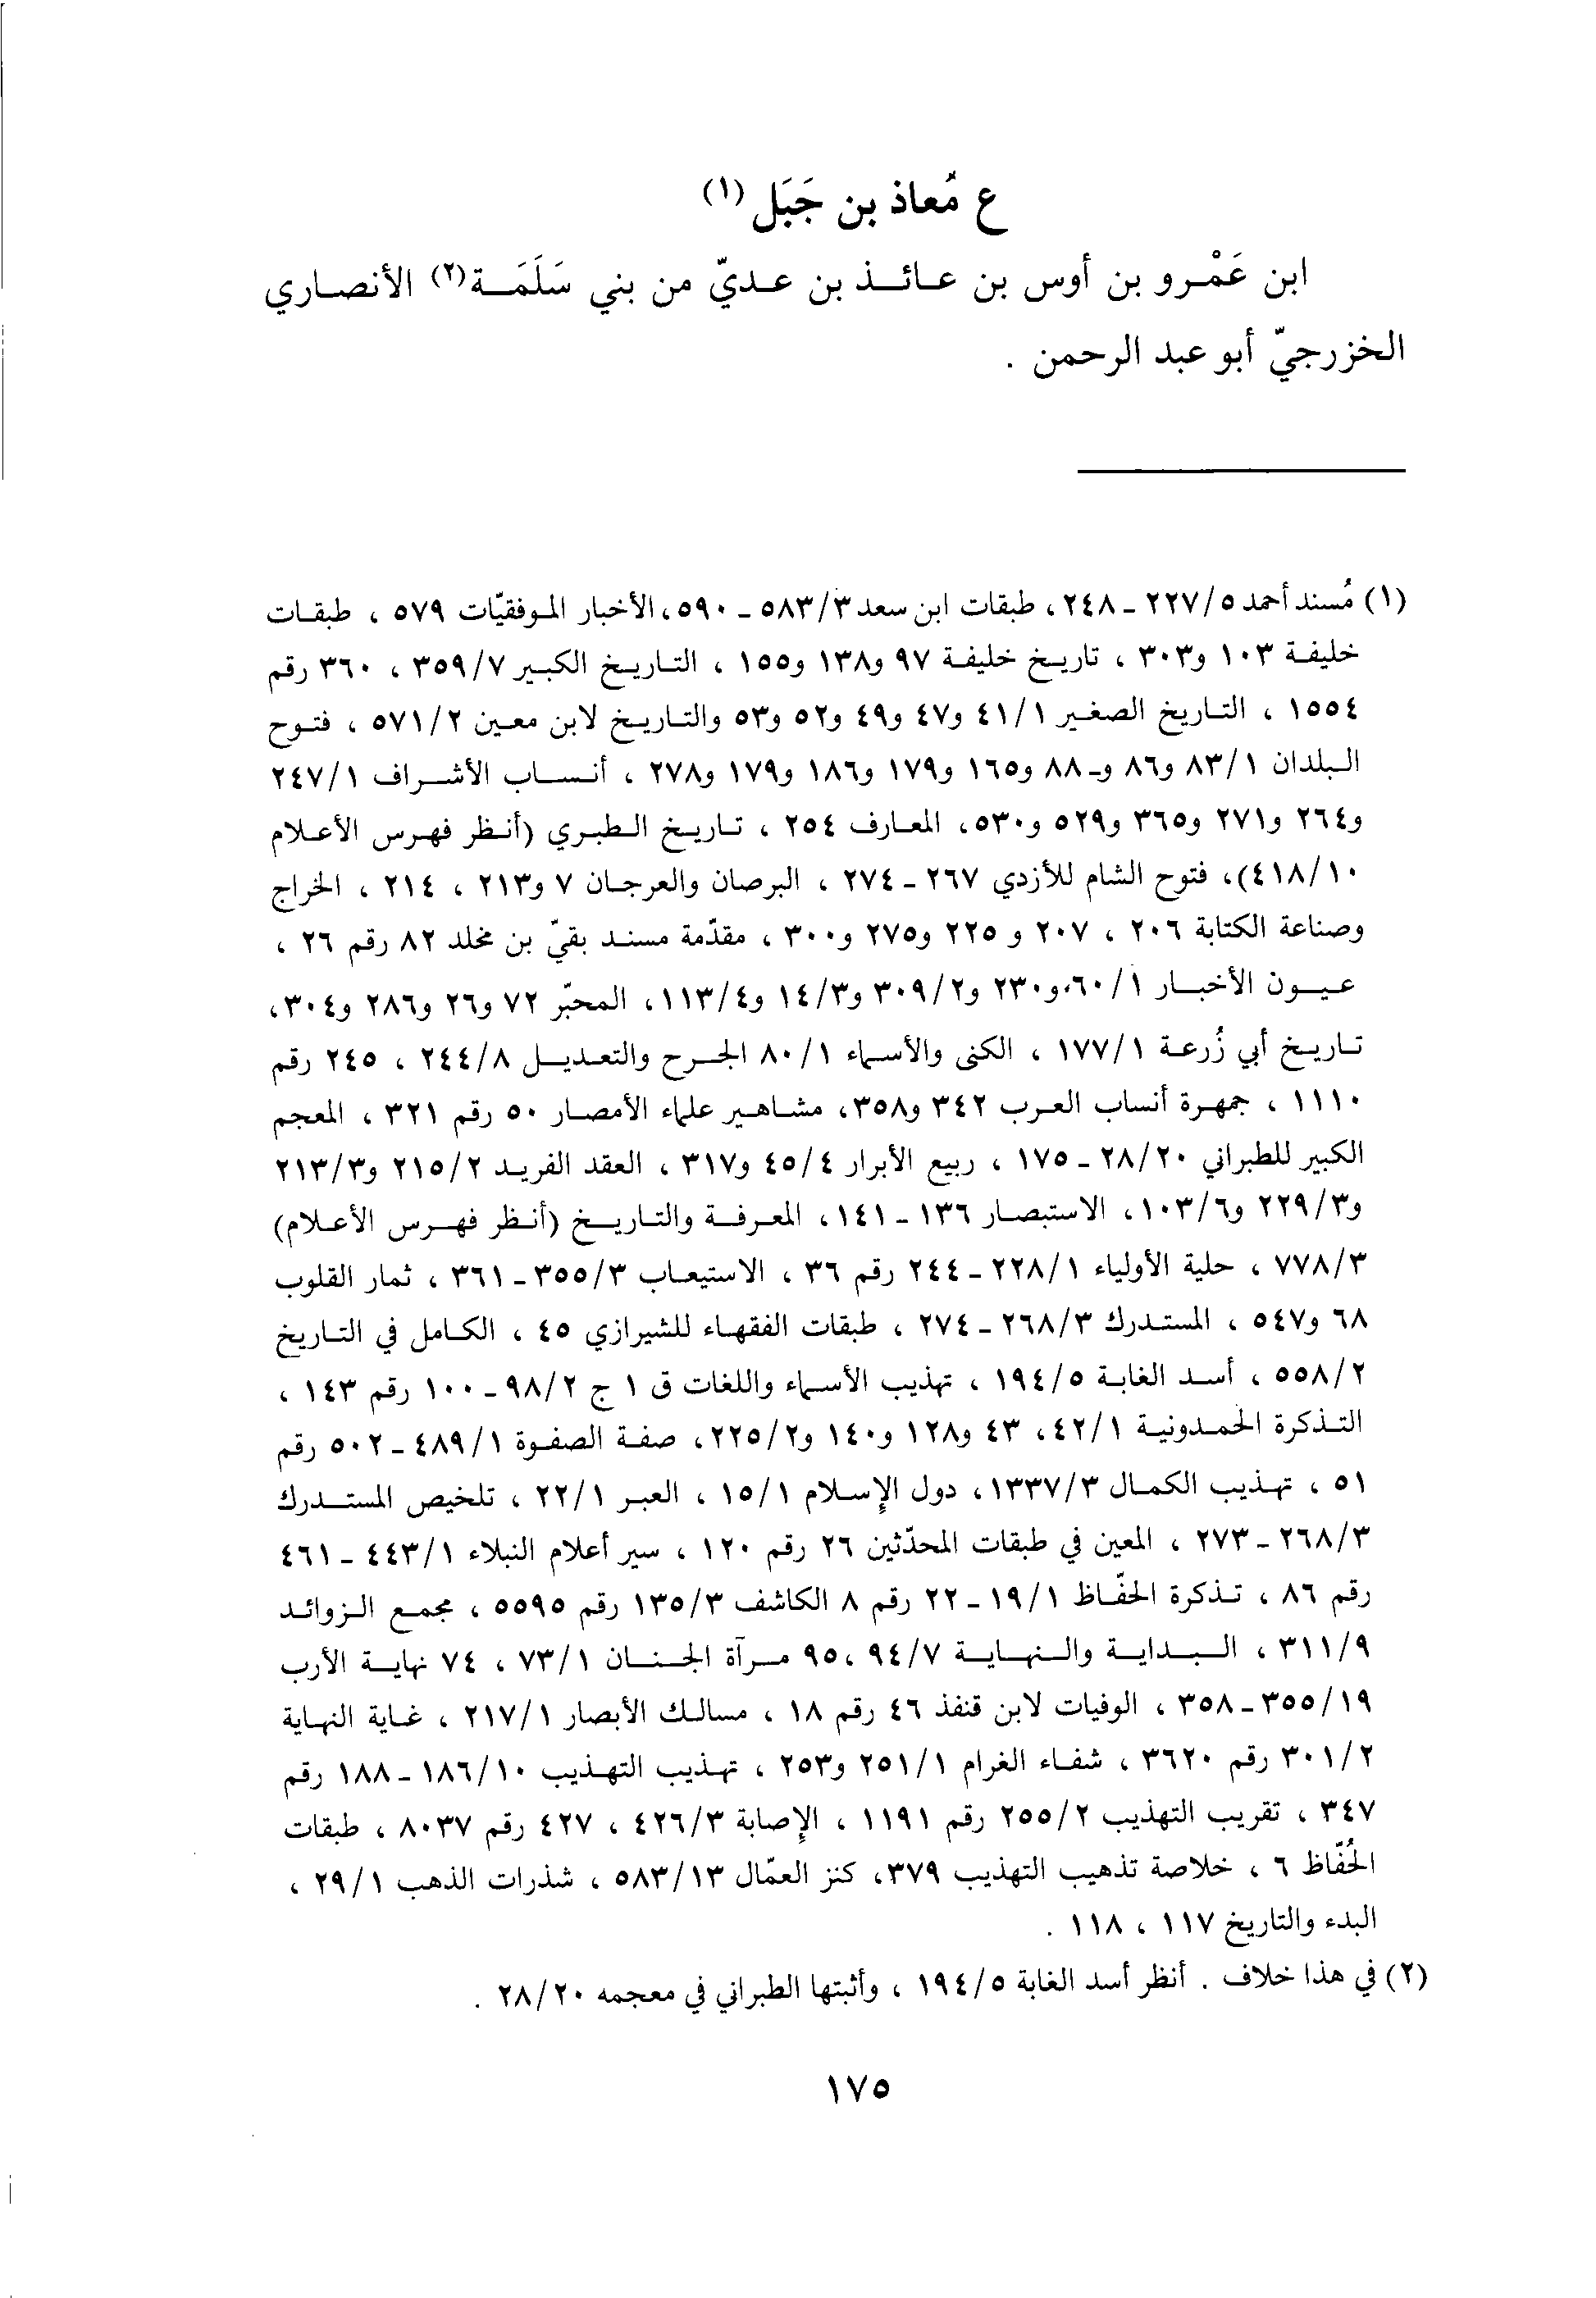 ع مُعاذ بن جَبَل (١)
ابن عَمْرو بن أوس بن عائذ بن عديّ من بني سَلَمَة (٢) الأنصاري
الخزرجيّ أبو عبد الرحمن .
(١) مُسند أحمد ٥/٢٢٧ - ٢٤٨ ، طبقات ابن سعد ٣/٥٨٣ - ٥٩٠ ، الأخبار الموفقيّات ٥٧٩ ، طبقات
خليفة ١٠٣ و٣٠٣ ، تاريخ خليفة ٩٧ و١٣٨ و١٥٥ ، التاريخ الكبير ٧/٣٥٩ ، ٣٦٠ رقم
١٥٥٤ ، التاريخ الصغير ١/٤١ و٤٧ و٤٩ و٥٢ و٥٣ والتاريخ لابن معين ٢/٥٧١ ، فتوح
البلدان ١/٨٣ و٨٦ و-٨٨ و١٦٥ و١٧٩ و١٨٦ و١٧٩ و٢٧٨ ، أنساب الأشراف ١/٢٤٧
و٢٦٤ و٢٧١ و٣٦٥ و٥٢٩ و٥٣٠ ، المعارف ٢٥٤ ، تاريخ الطبري (أنظر فهرس الأعلام
١٠/٤١٨) ، فتوح الشام للأزدي ٢٦٧ - ٢٧٤ ، البرصان والعرجان ٧ و٢١٣ ، ٢١٤ ، الخراج
وصناعة الكتابة ٢٠٦ ، ٢٠٧ و ٢٢٥ و٢٧٥ و٣٠٠ ، مقدّمة مسند بقيّ بن مخلد ٨٢ رقم ٢٦ ،
عيون الأخبار ١/٦٠ ، و٢٣٠ و٢/٣٠٩ و٣/١٤ و٤/١١٣ ، المحبّر ٧٢ و٢٦ و٢٨٦ و٣٠٤ ،
تاريخ أبي زُرعة ١/١٧٧ ، الكنى والأسماء ١/٨٠ الجرح والتعديل ٨/٢٤٤ ، ٢٤٥ رقم
١١١٠ ، جمهرة أنساب العرب ٣٤٢ و٣٥٨ ، مشاهير علماء الأمصار ٥٠ رقم ٣٢١ ، المعجم
الكبير للطبراني ٢٠/٢٨ - ١٧٥ ، ربيع الأبرار ٤/٤٥ و٣١٧ ، العقد الفريد ٢/٢١٥ و٣/٢١٣
و٣/٢٢٩ و٦/١٠٣ ، الاستبصار ١٣٦ - ١٤١ ، المعرفة والتاريخ (أنظر فهرس الأعلام)
٣/٧٧٨ ، حلية الأولياء ١/٢٢٨ - ٢٤٤ رقم ٣٦ ، الاستيعاب ٣/٣٥٥ - ٣٦١ ، ثمار القلوب
٦٨ و٥٤٧ ، المستدرك ٣/٢٦٨ - ٢٧٤ ، طبقات الفقهاء للشيرازي ٤٥ ، الكامل في التاريخ
٢/٥٥٨ ، أسد الغابة ٥/١٩٤ ، تهذيب الأسماء واللغات ق ١ ج ٢/٩٨ - ١٠٠ رقم ١٤٣ ،
التذكرة الحمدونية ١/٤٢ ، ٤٣ و١٢٨ و١٤٠ و٢/٢٢٥ ، صفة الصفوة ١/٤٨٩ - ٥٠٢ رقم
٥١ ، تهذيب الكمال ٣/١٣٣٧ ، دول الإسلام ١/١٥ ، العبر ١/٢٢ ، تلخيص المستدرك
٣/٢٦٨ - ٢٧٣ ، المعين في طبقات المحدّثين ٢٦ رقم ١٢٠ ، سير أعلام النبلاء ١/٤٤٣ - ٤٦١
رقم ٨٦ ، تذكرة الحفّاظ ١/١٩ - ٢٢ رقم ٨ الكاشف ٣/١٣٥ رقم ٥٥٩٥ ، مجمع الزوائد
٩/٣١١ ، البداية والنهاية ٧/٩٤ ، ٩٥ مرآة الجنان ١/٧٣ ، ٧٤ نهاية الأرب
١٩/٣٥٥ - ٣٥٨ ، الوفيات لابن قنفذ ٤٦ رقم ١٨ ، مسالك الأبصار ١/٢١٧ ، غاية النهاية
٢/٣٠١ رقم ٣٦٢٠ ، شفاء الغرام ١/٢٥١ و٢٥٣ ، تهذيب التهذيب ١٠/١٨٦ - ١٨٨ رقم
٣٤٧ ، تقريب التهذيب ٢/٢٥٥ رقم ١١٩١ ، الإصابة ٣/٤٢٦ ، ٤٢٧ رقم ٨٠٣٧ ، طبقات
الحُفّاظ ٦ ، خلاصة تذهيب التهذيب ٣٧٩ ، كنز العمّال ١٣/٥٨٣ ، شذرات الذهب ١/٢٩ ،
البدء والتاريخ ١١٧ ، ١١٨ .
(٢) في هذا خلاف . أنظر أسد الغابة ٥/١٩٤ ، وأثبتها الطبراني في معجمه ٢٠/٢٨ .
١٧٥